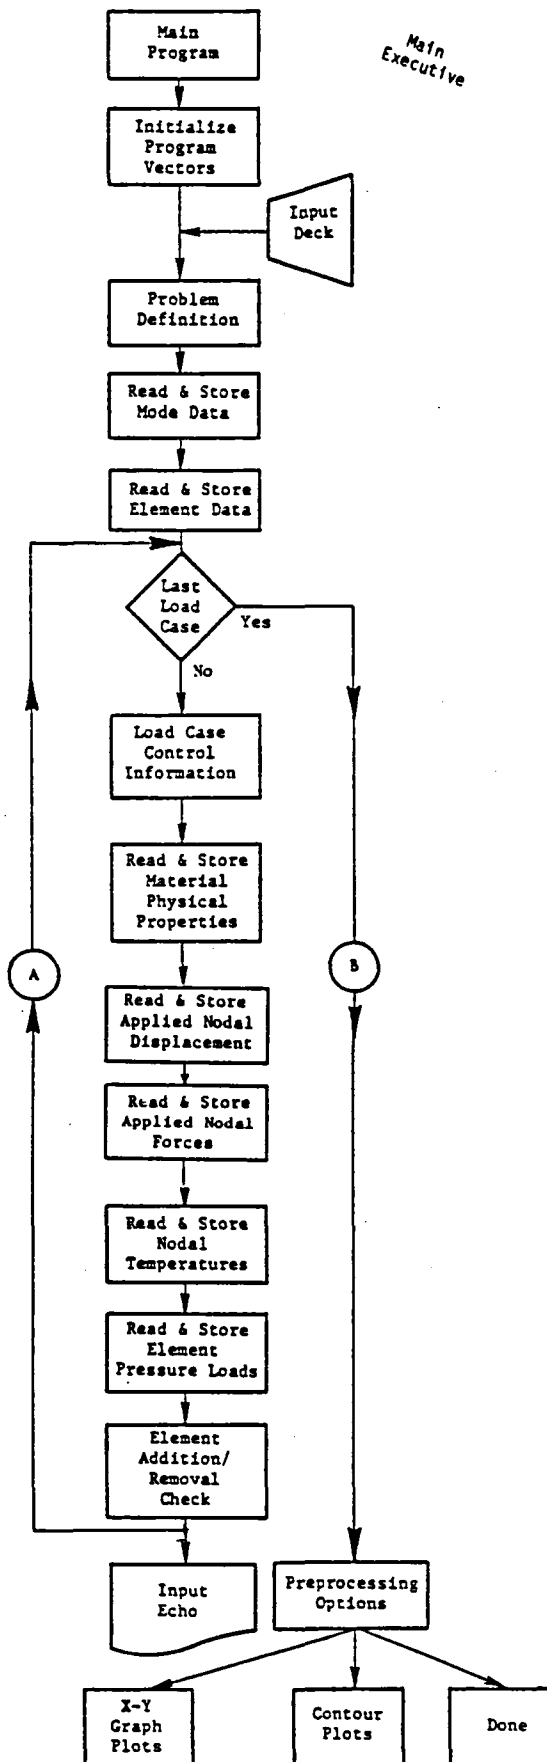 Main
Program
Main
Executive
Initialize
Program
Vectors
Input
Deck
Problem
Definition
Read & Store
Mode Data
Read & Store
Element Data
Last
Load
Case
Yes
No
Load Case
Control
Information
Read & Store
Material
Physical
Properties
A
B
Read & Store
Applied Nodal
Displacement
Read & Store
Applied Nodal
Forces
Read & Store
Nodal
Temperatures
Read & Store
Element
Pressure Loads
Element
Addition/
Removal
Check
Input
Echo
Preprocessing
Options
X-Y
Graph
Plots
Contour
Plots
Done